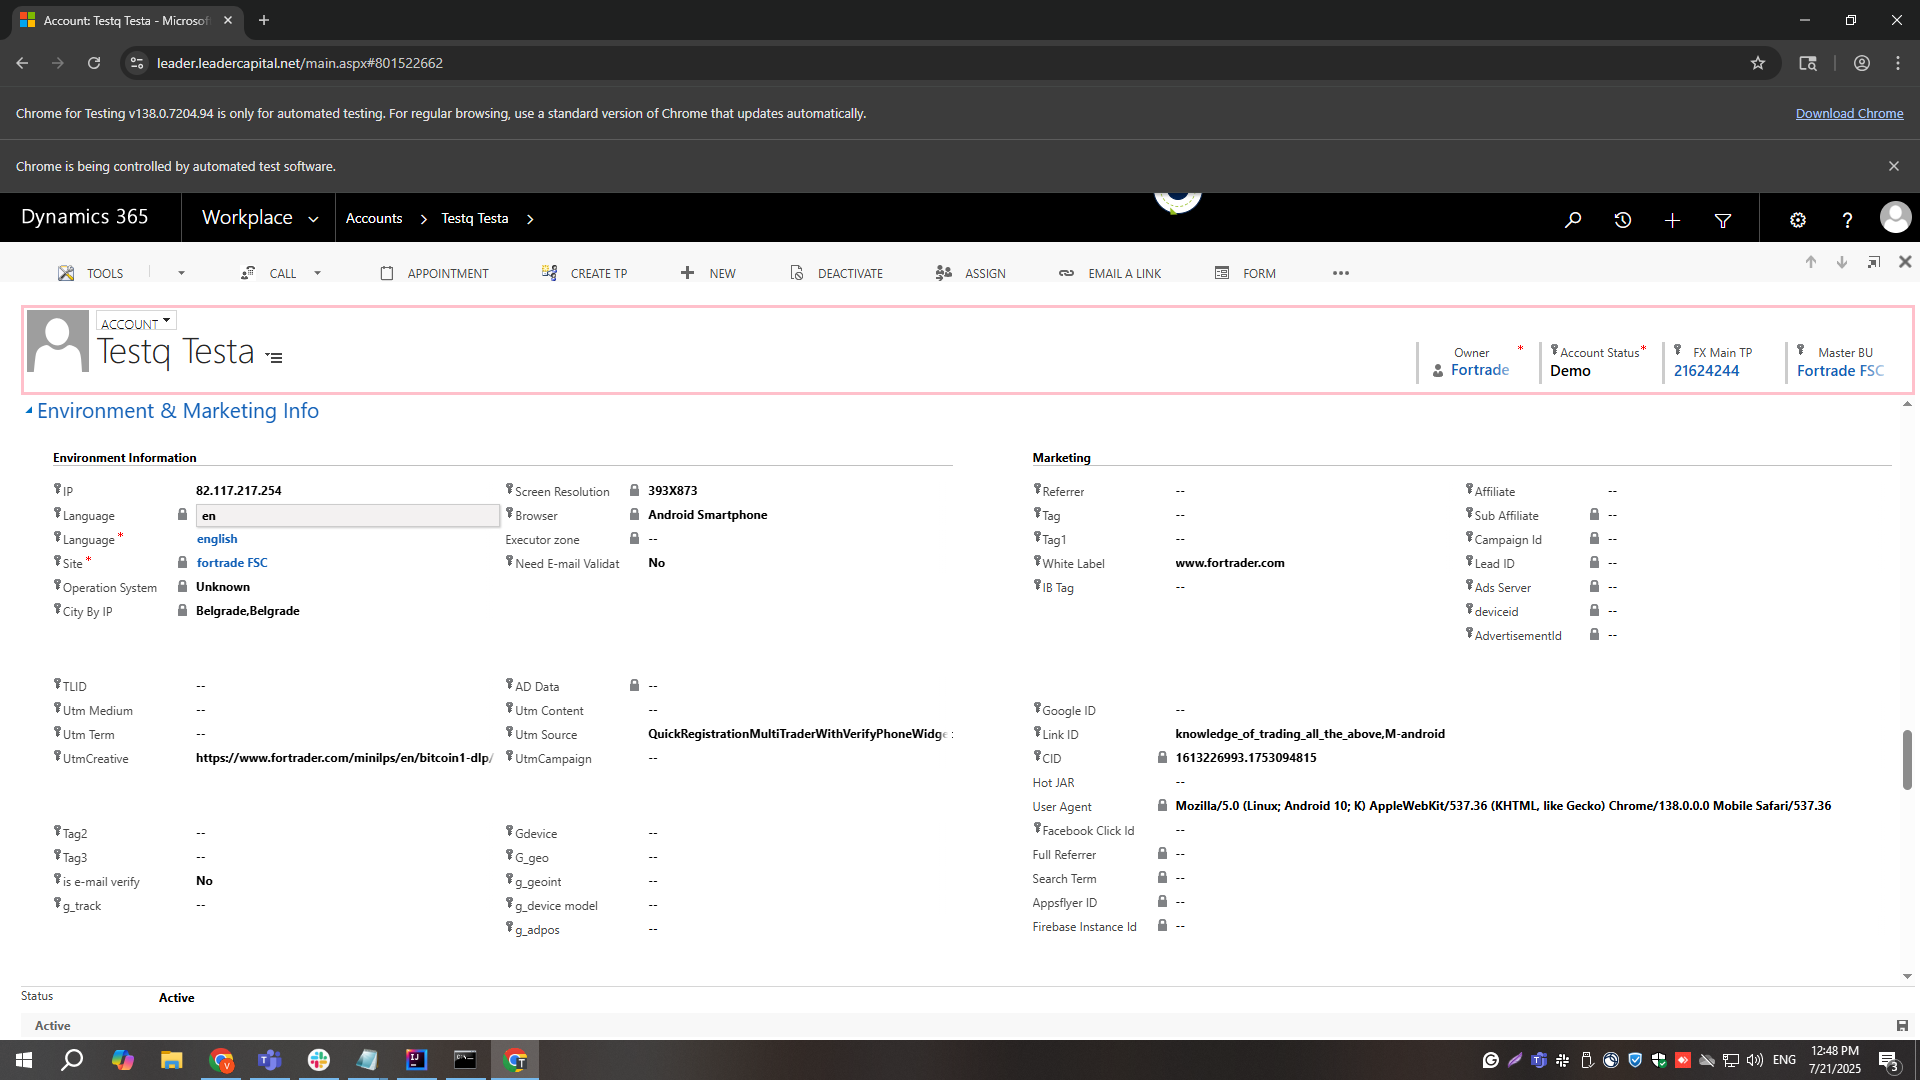 Account: Testq Testa - Microsof
leader.leadercapital.net/main.aspx#801522662
Chrome for Testing v138.0.7204.94 is only for automated testing. For regular browsing, use a standard version of Chrome that updates automatically.
Download Chrome
Chrome is being controlled by automated test software.
Dynamics 365
Workplace
Accounts
Testq Testa
TOOLS
CALL
APPOINTMENT
CREATE TP
NEW
DEACTIVATE
ASSIGN
EMAIL A LINK
FORM
ACCOUNT
Testq Testa
Owner *
Fortrade
Account Status *
Demo
FX Main TP
21624244
Master BU
Fortrade FSC
Environment & Marketing Info
Environment Information
IP 82.117.217.254
Language en
Language * english
Site * fortrade FSC
Operation System Unknown
City By IP Belgrade,Belgrade
Screen Resolution 393X873
Browser Android Smartphone
Executor zone --
Need E-mail Validat No
TLID --
Utm Medium --
Utm Term --
UtmCreative https://www.fortrader.com/minilps/en/bitcoin1-dlp/
AD Data --
Utm Content --
Utm Source QuickRegistrationMultiTraderWithVerifyPhoneWidge
UtmCampaign --
Tag2 --
Tag3 --
is e-mail verify No
g_track --
Gdevice --
G_geo --
g_geoint --
g_device model --
g_adpos --
Marketing
Referrer --
Tag --
Tag1 --
White Label www.fortrader.com
IB Tag --
Affiliate --
Sub Affiliate --
Campaign Id --
Lead ID --
Ads Server --
deviceid --
AdvertisementId --
Google ID --
Link ID knowledge_of_trading_all_the_above,M-android
CID 1613226993.1753094815
Hot JAR --
User Agent Mozilla/5.0 (Linux; Android 10; K) AppleWebKit/537.36 (KHTML, like Gecko) Chrome/138.0.0.0 Mobile Safari/537.36
Facebook Click Id --
Full Referrer --
Search Term --
Appsflyer ID --
Firebase Instance Id --
Status Active
Active
ENG
12:48 PM
7/21/2025
3